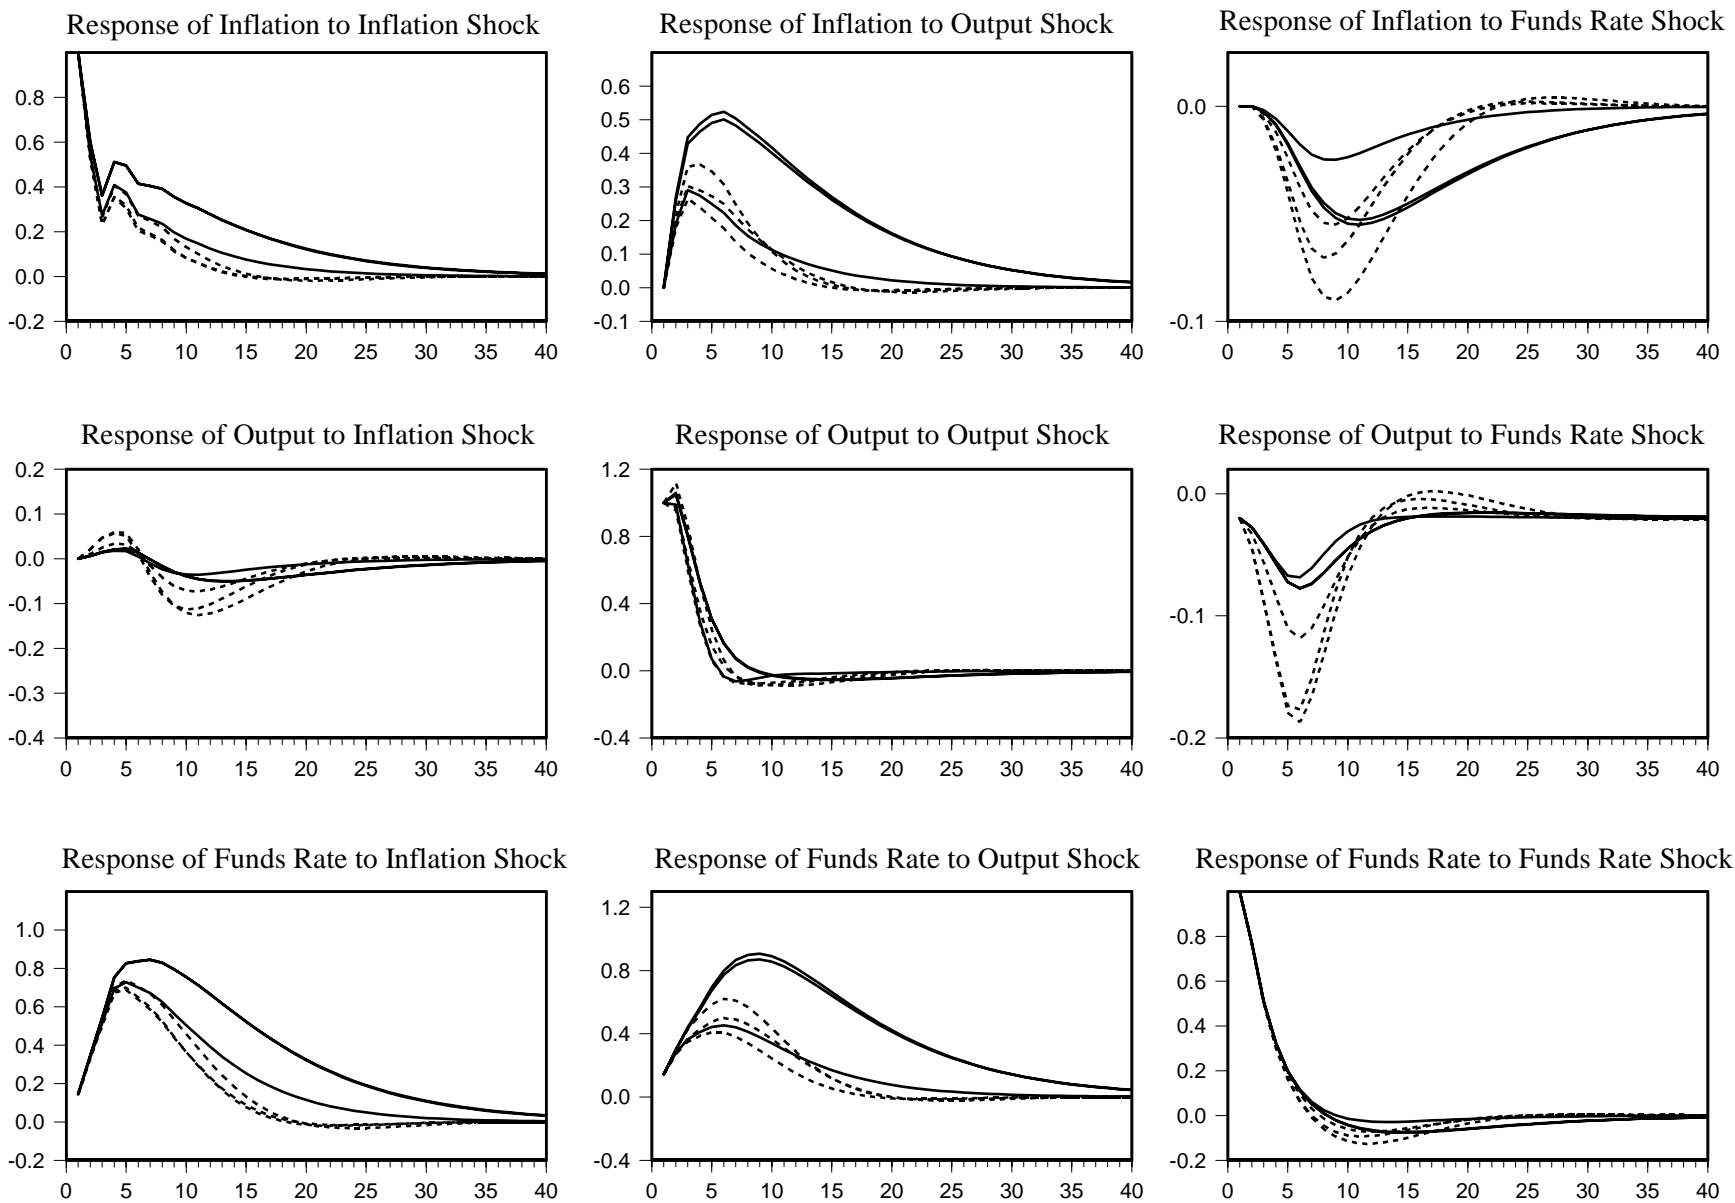 Response of Inflation to Inflation Shock
0.8
0.6
0.4
0.2
0.0
-0.2
0 5 10 15 20 25 30 35 40
Response of Inflation to Output Shock
0.6
0.5
0.4
0.3
0.2
0.1
0.0
-0.1
0 5 10 15 20 25 30 35 40
Response of Inflation to Funds Rate Shock
0.0
-0.1
0 5 10 15 20 25 30 35 40
Response of Output to Inflation Shock
0.2
0.1
0.0
-0.1
-0.2
-0.3
-0.4
0 5 10 15 20 25 30 35 40
Response of Output to Output Shock
1.2
0.8
0.4
0.0
-0.4
0 5 10 15 20 25 30 35 40
Response of Output to Funds Rate Shock
0.0
-0.1
-0.2
0 5 10 15 20 25 30 35 40
Response of Funds Rate to Inflation Shock
1.0
0.8
0.6
0.4
0.2
0.0
-0.2
0 5 10 15 20 25 30 35 40
Response of Funds Rate to Output Shock
1.2
0.8
0.4
0.0
-0.4
0 5 10 15 20 25 30 35 40
Response of Funds Rate to Funds Rate Shock
0.8
0.6
0.4
0.2
0.0
-0.2
0 5 10 15 20 25 30 35 40